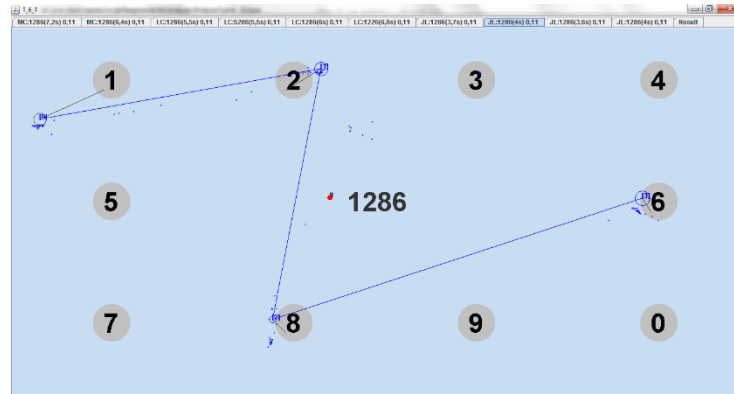 T_E_T
MC:1286(7,2s) 0,11 MC:1286(6,4s) 0,11 LC:1286(5,5s) 0,11 LC:5286(5,5s) 0,11 LC:1286(6s) 0,11 LC:1226(6,8s) 0,11 JL:1286(3,7s) 0,11 JL:1286(4s) 0,11 JL:1286(3,6s) 0,11 JL:1286(4s) 0,11 Result
1 2 3 4
5 1286 6
7 8 9 0